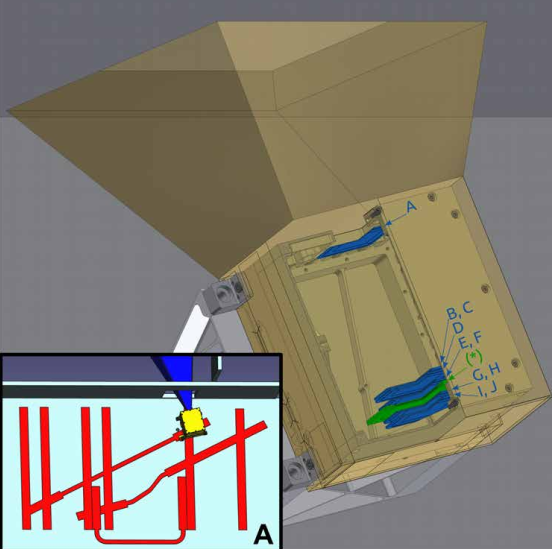 A
B, C
D
E, F
(*)
G, H
I, J
A